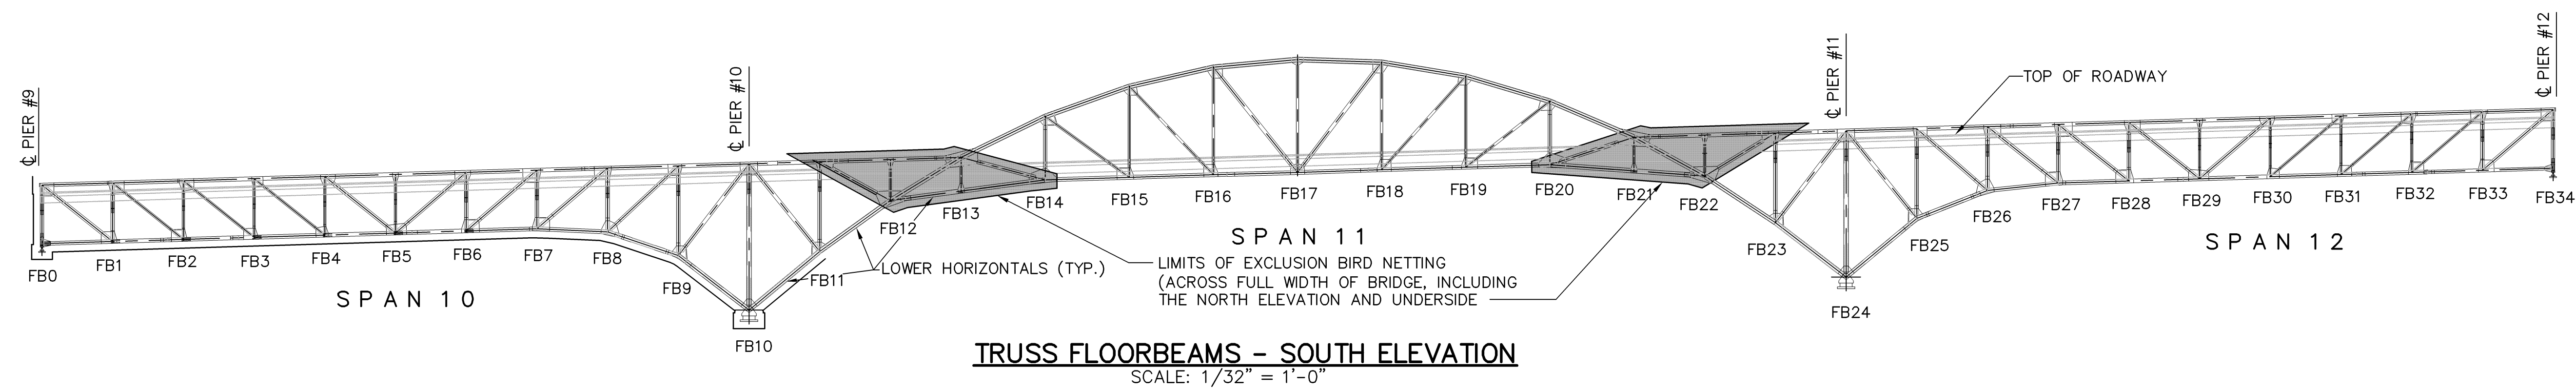 ℄ PIER #9
℄ PIER #10
℄ PIER #11
℄ PIER #12
TOP OF ROADWAY
FB0
FB1
FB2
FB3
FB4
FB5
FB6
FB7
FB8
FB9
FB10
FB11
FB12
FB13
FB14
FB15
FB16
FB17
FB18
FB19
FB20
FB21
FB22
FB23
FB24
FB25
FB26
FB27
FB28
FB29
FB30
FB31
FB32
FB33
FB34
SPAN 10
SPAN 11
SPAN 12
LOWER HORIZONTALS (TYP.)
LIMITS OF EXCLUSION BIRD NETTING
(ACROSS FULL WIDTH OF BRIDGE, INCLUDING
THE NORTH ELEVATION AND UNDERSIDE
TRUSS FLOORBEAMS - SOUTH ELEVATION
SCALE: 1/32" = 1'-0"